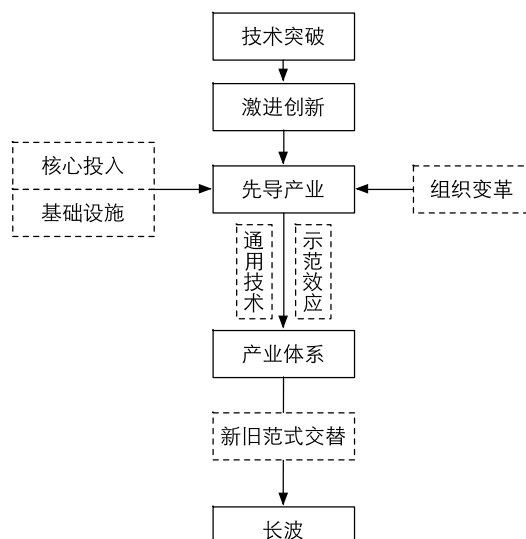 技术突破
激进创新
核心投入
基础设施
先导产业
组织变革
通用技术
示范效应
产业体系
新旧范式交替
长波